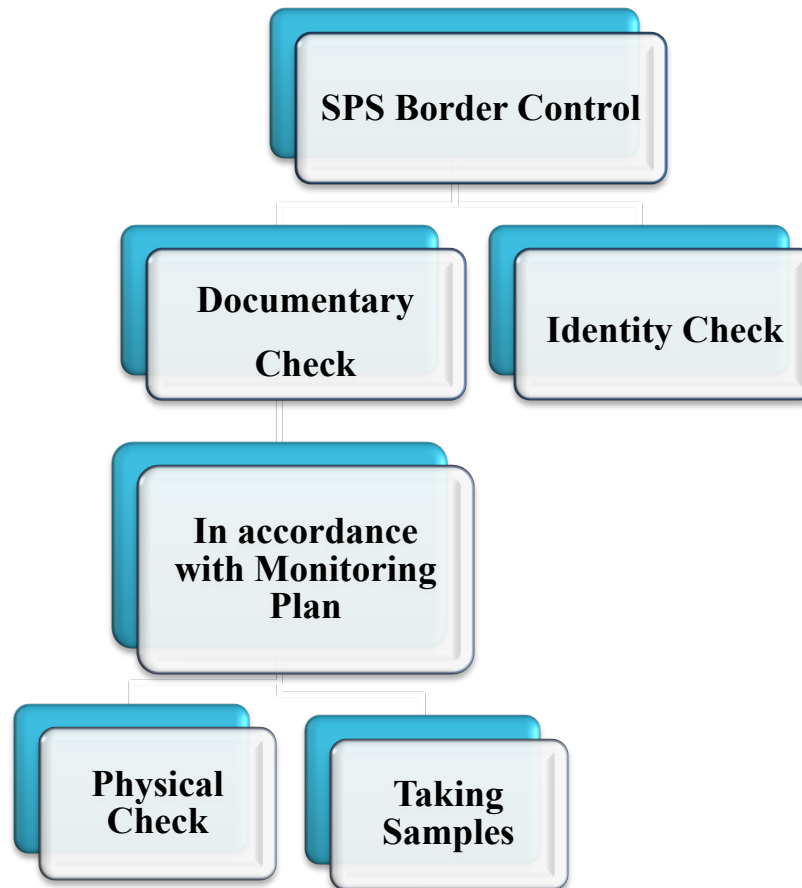 SPS Border Control
Documentary
Check
Identity Check
In accordance
with Monitoring
Plan
Physical
Check
Taking
Samples